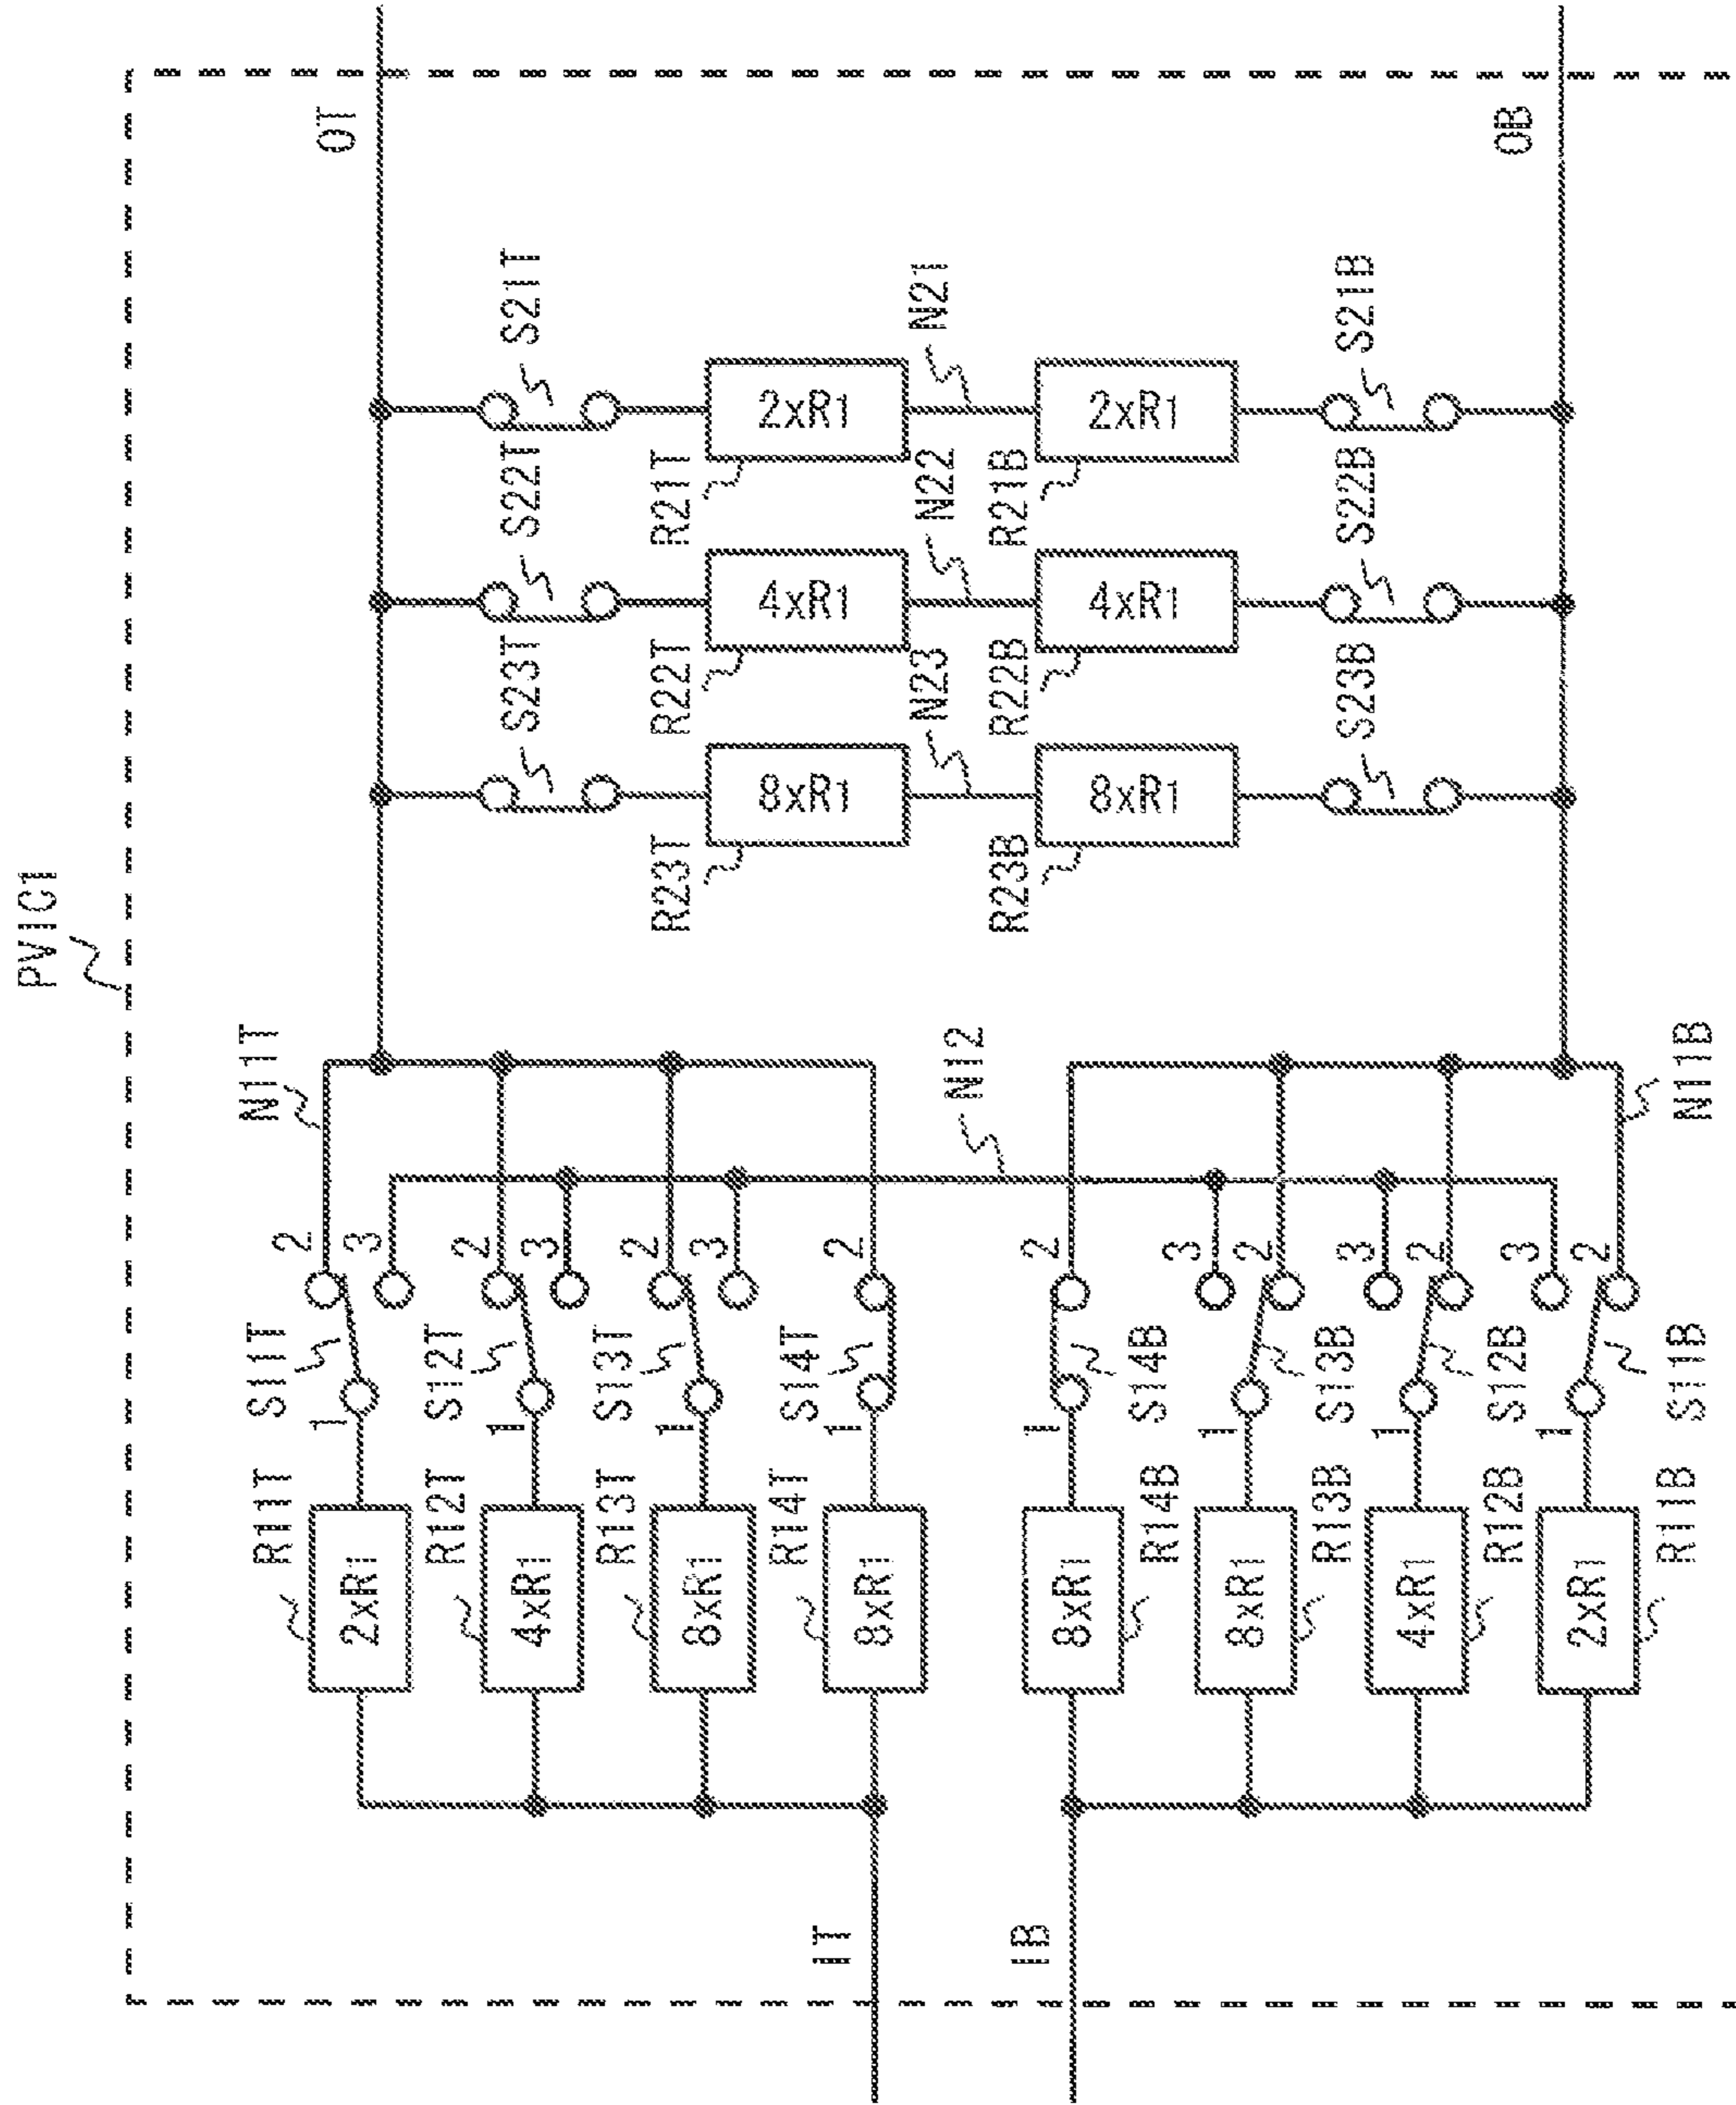 PVIC1
OT
OB
S21T
S22T
S23T
N21
N22
N23
S21B
S22B
S23B
2xR1
4xR1
8xR1
2xR1
4xR1
8xR1
R21T
R22T
R23T
R21B
R22B
R23B
N11T
N12
N11B
2
3
2
3
2
3
2
2
3
2
3
2
3
2
S11T
S12T
S13T
S14T
S14B
S13B
S12B
S11B
1
1
1
1
1
1
1
1
R11T
R12T
R13T
R14T
R14B
R13B
R12B
R11B
2xR1
4xR1
8xR1
8xR1
8xR1
8xR1
4xR1
2xR1
IT
IB